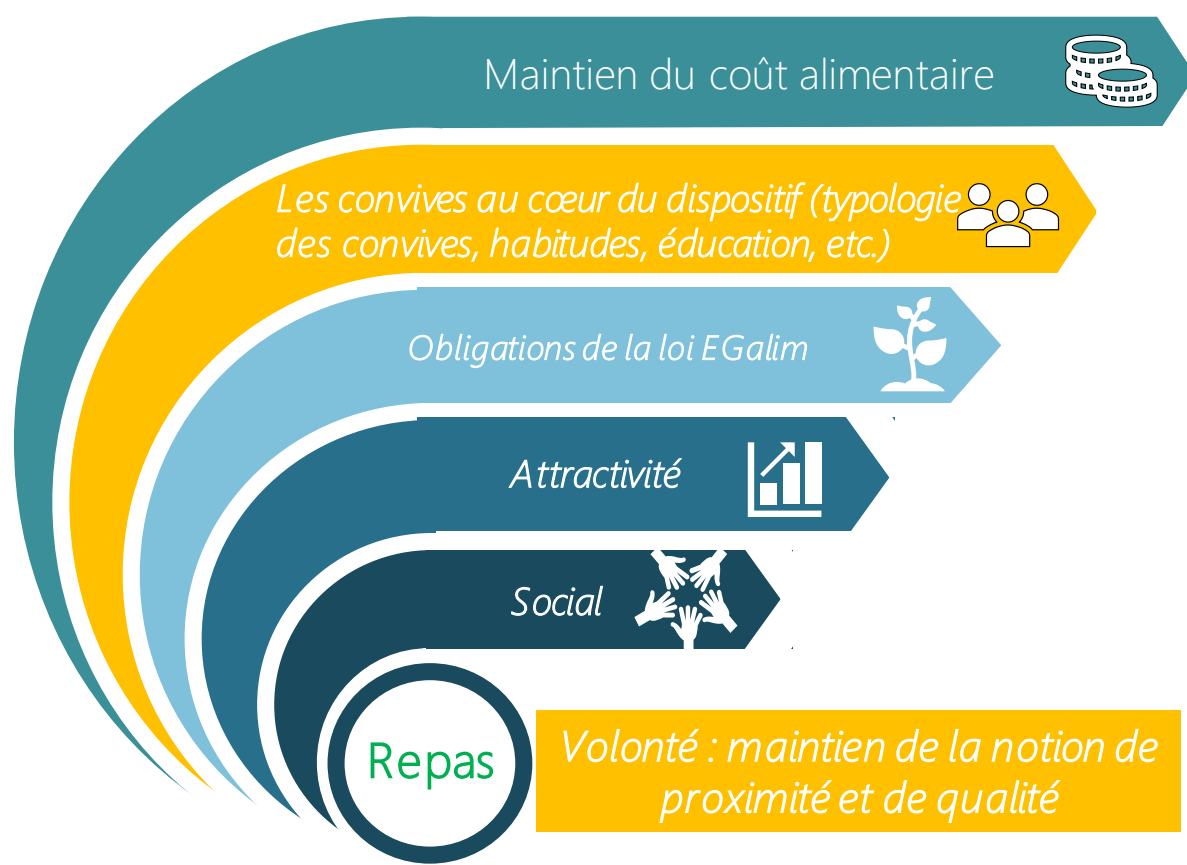 Maintien du coût alimentaire
Les convives au cœur du dispositif (typologie
des convives, habitudes, éducation, etc.)
Obligations de la loi EGalim
Attractivité
Social
Repas
Volonté : maintien de la notion de
proximité et de qualité